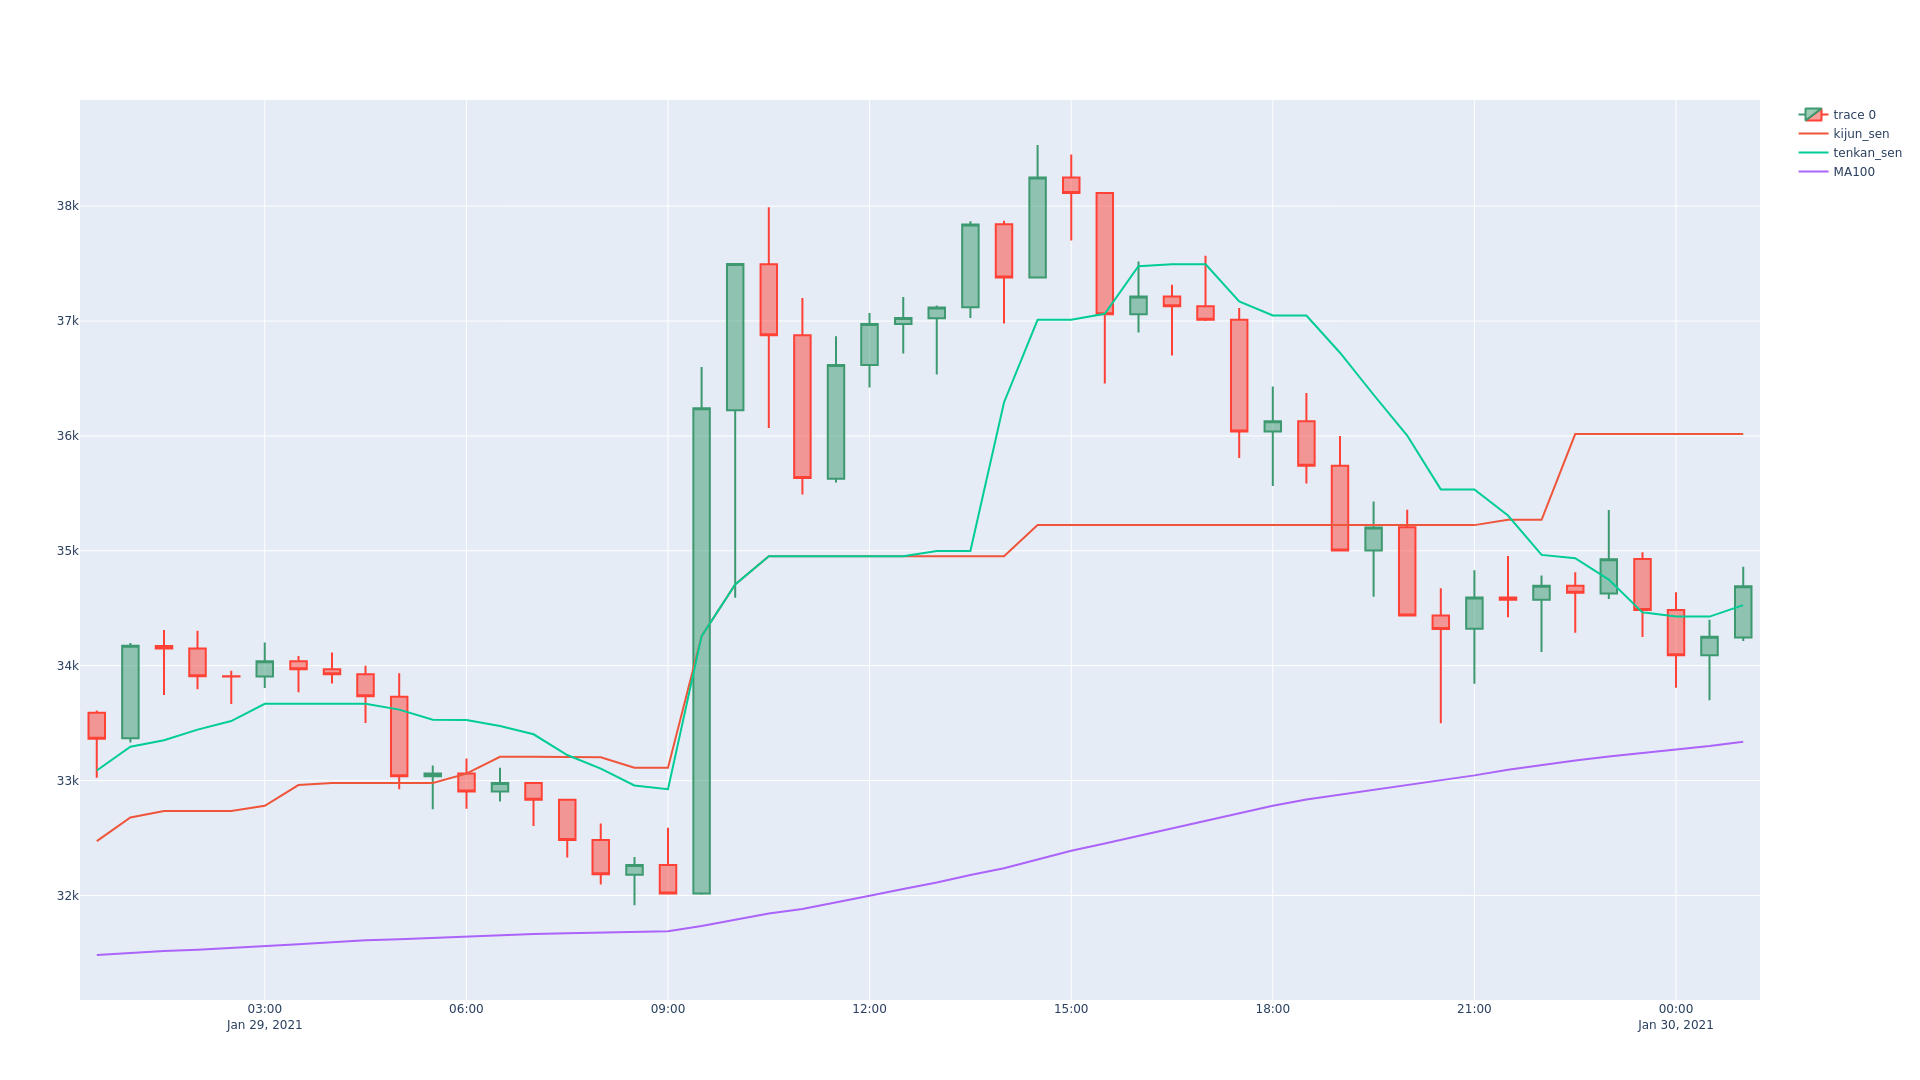 trace 0
kijun_sen
tenkan_sen
MA100
38k
37k
36k
35k
34k
33k
32k
03:00 06:00 09:00 12:00 15:00 18:00 21:00 00:00
Jan 29, 2021 Jan 30, 2021